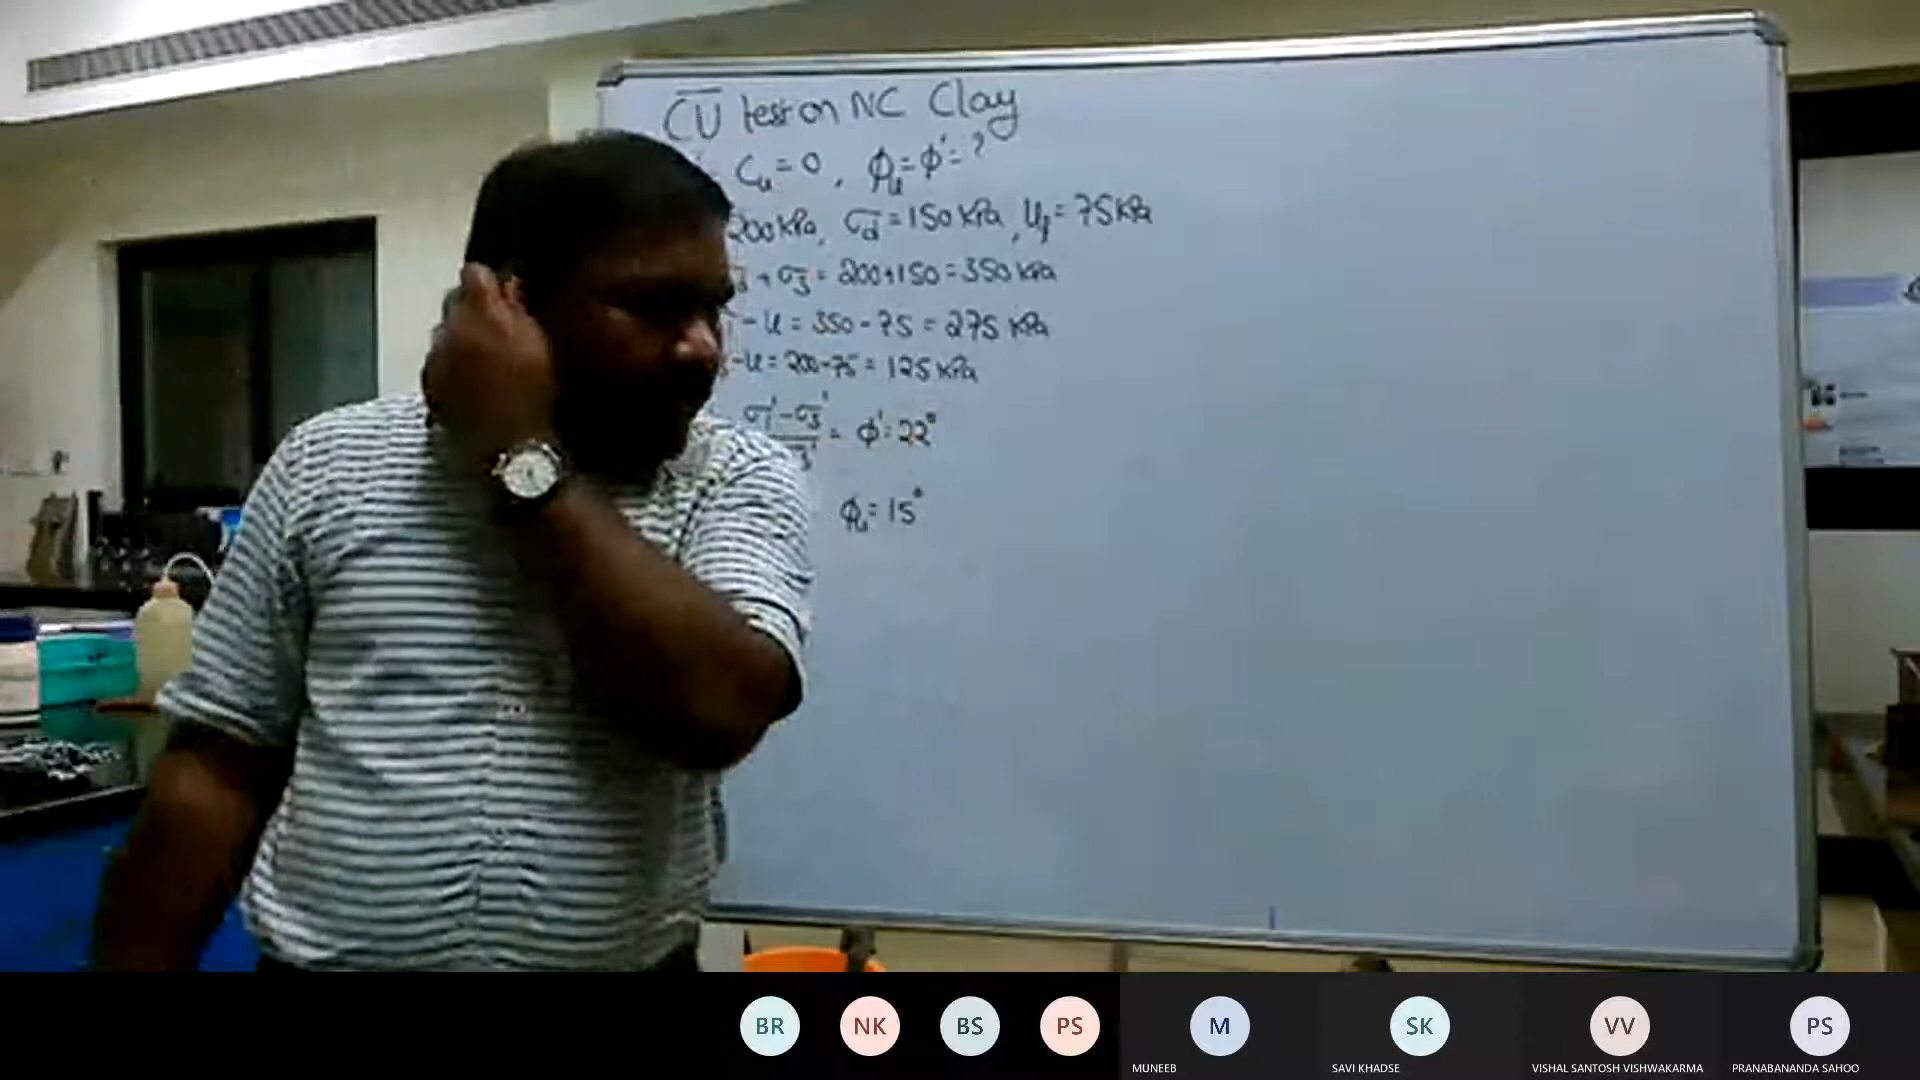 C̅U̅ test on NC Clay
Cᵤ = 0 , ϕᵤ = ϕ' = ?
200 kPa, σd = 150 kPa, Uf = 75 kPa
+ σ3 = 200+150 = 350 kPa
- u = 350 - 75 = 275 kPa
- u = 200-75 = 125 kPa
σ1' - σ3'
= ϕ' = 22°
ϕᵤ = 15°
BR NK BS PS M SK VV PS
MUNEEB SAVI KHADSE VISHAL SANTOSH VISHWAKARMA PRANABANANDA SAHOO